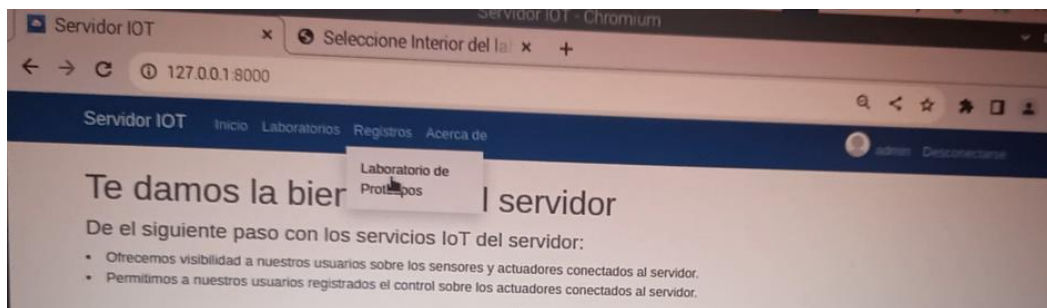 Servidor IOT - Chromium
Servidor IOT × Seleccione Interior del la × +
127.0.0.1:8000
Servidor IOT Inicio Laboratorios Registros Acerca de admin Desconectarse
Laboratorio de
Te damos la bier l servidor
De el siguiente paso con los servicios IoT del servidor:
• Ofrecemos visibilidad a nuestros usuarios sobre los sensores y actuadores conectados al servidor.
• Permitimos a nuestros usuarios registrados el control sobre los actuadores conectados al servidor.